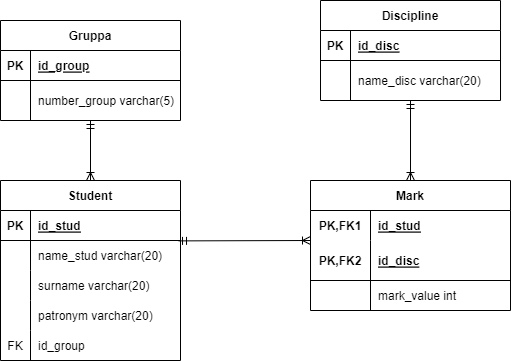 Gruppa
PK id_group
number_group varchar(5)
Discipline
PK id_disc
name_disc varchar(20)
Student
PK id_stud
name_stud varchar(20)
surname varchar(20)
patronym varchar(20)
FK id_group
Mark
PK,FK1 id_stud
PK,FK2 id_disc
mark_value int